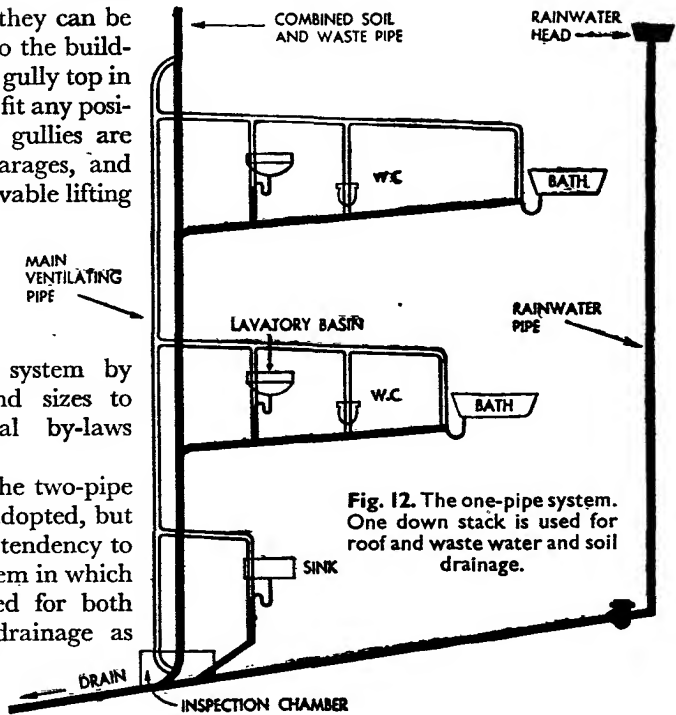 they can be
o the build-
gully top in
fit any posi-
gullies are
arages, and
vable lifting
system by
nd sizes to
al by-laws
he two-pipe
dopted, but
tendency to
em in which
ed for both
drainage as
COMBINED SOIL
AND WASTE PIPE
RAINWATER
HEAD
W.C
BATH
MAIN
VENTILATING
PIPE
RAINWATER
PIPE
LAVATORY BASIN
W.C.
BATH
Fig. 12. The one-pipe system.
One down stack is used for
roof and waste water and soil
drainage.
SINK
DRAIN
INSPECTION CHAMBER